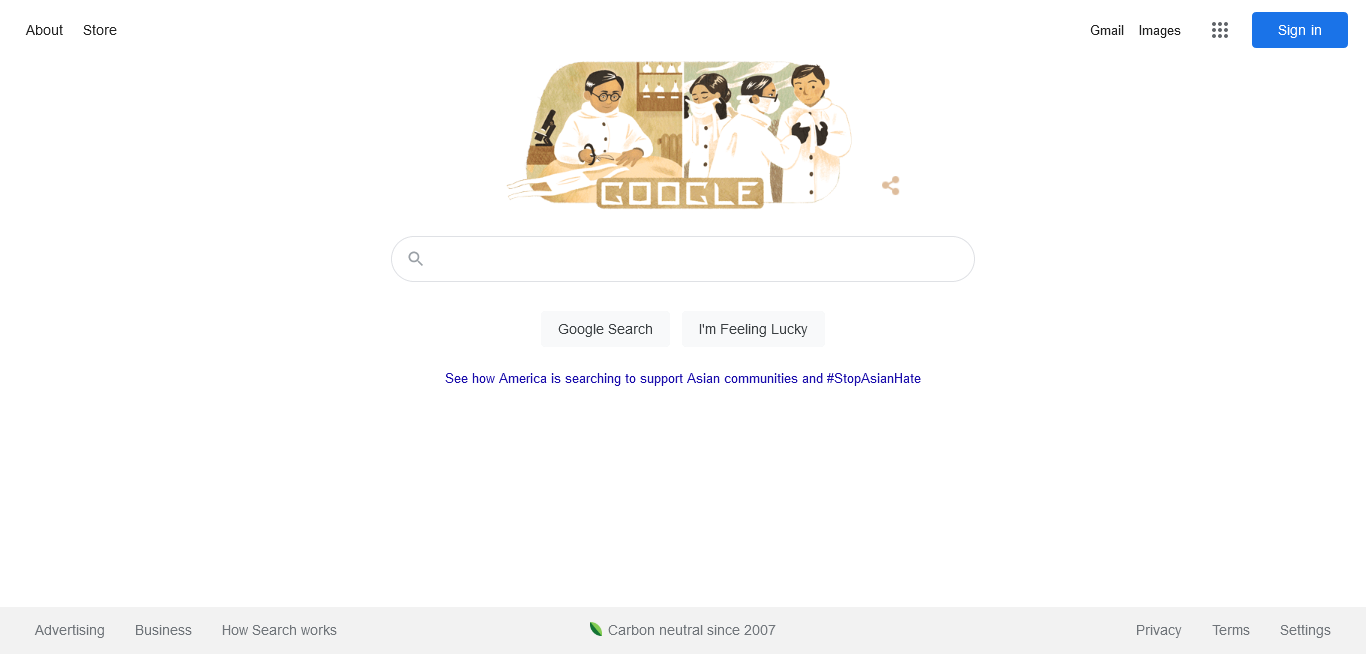 About Store
Gmail Images
Sign in
GOOGLE
Google Search
I'm Feeling Lucky
See how America is searching to support Asian communities and #StopAsianHate
Advertising Business How Search works
Carbon neutral since 2007
Privacy Terms Settings